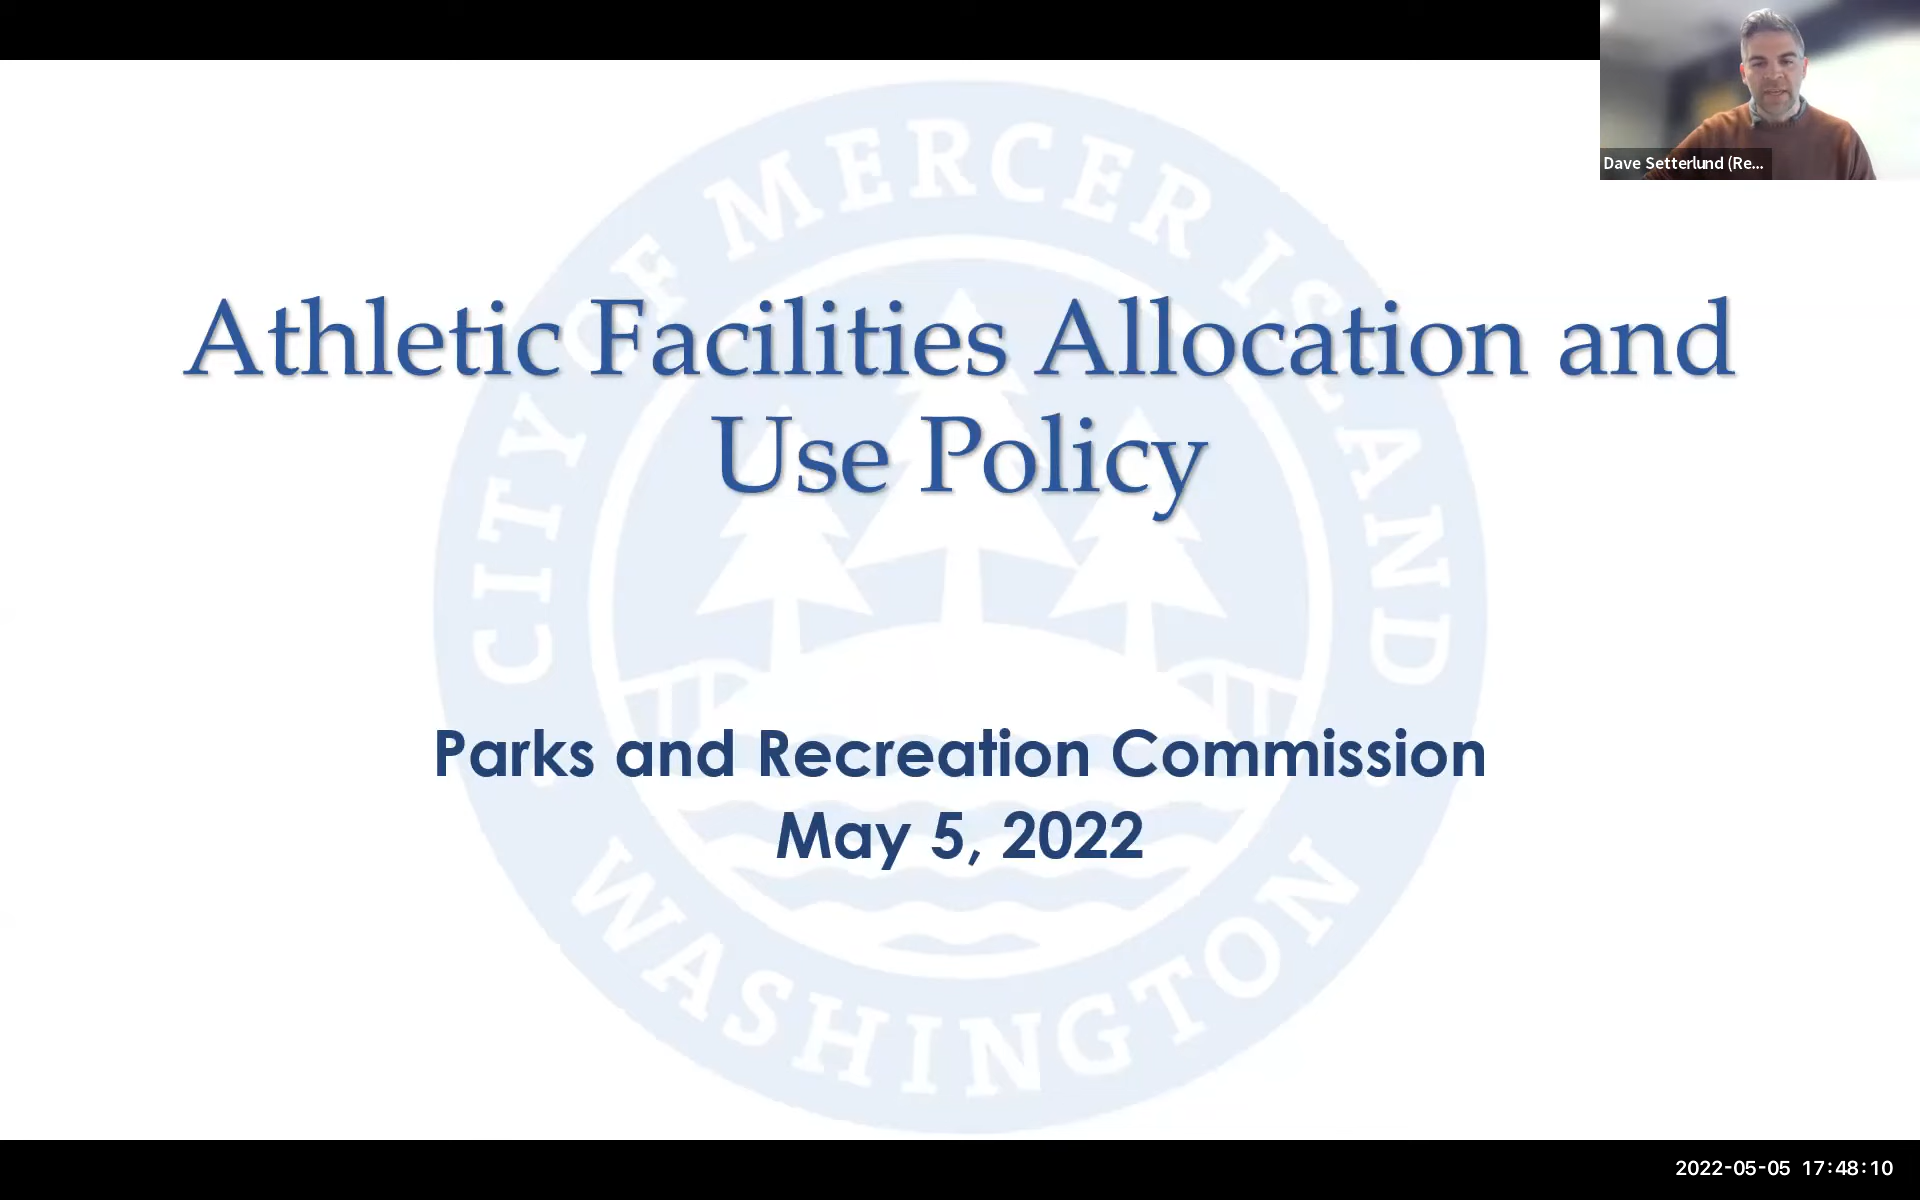 Dave Setterlund (Re...
CITY OF MERCER ISLAND
Athletic Facilities Allocation and
Use Policy
Parks and Recreation Commission
May 5, 2022
WASHINGTON
2022-05-05 17:48:10